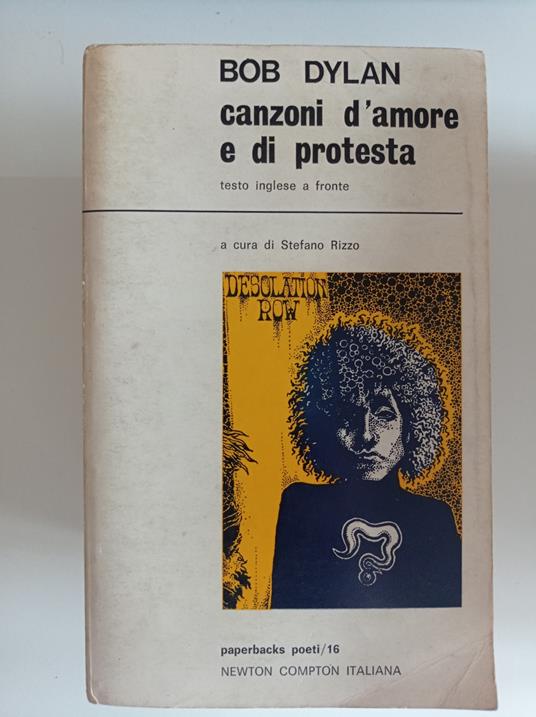 BOB DYLAN
canzoni d'amore
e di protesta
testo inglese a fronte
a cura di Stefano Rizzo
DESOLATION
ROW
paperbacks poeti/16
NEWTON COMPTON ITALIANA